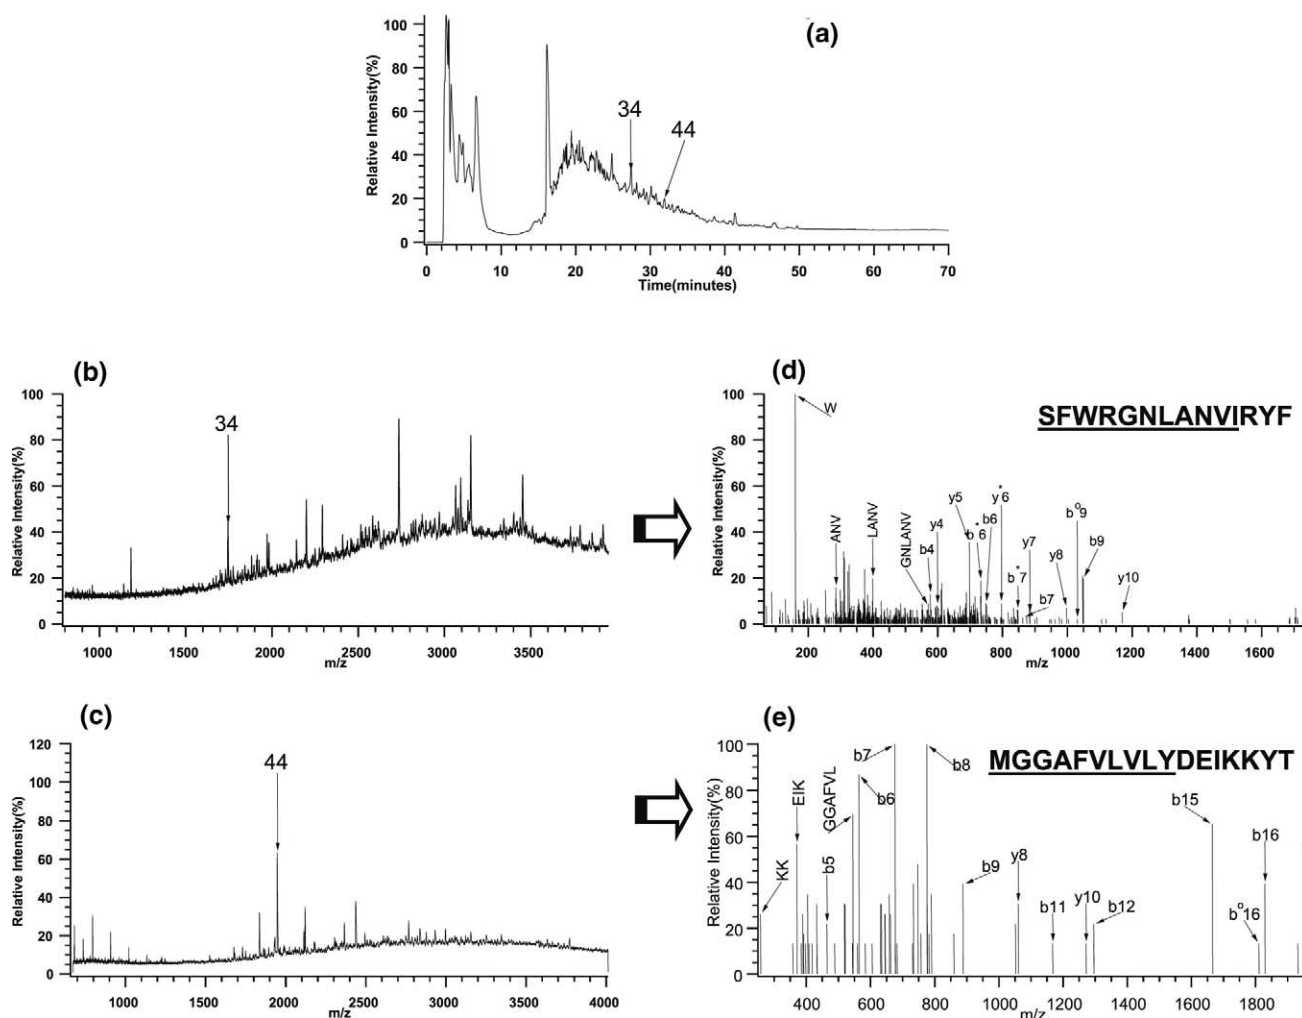 (a)
100
80
60
40
20
0
Relative Intensity(%)
34
44
0 10 20 30 40 50 60 70
Time(minutes)
(b)
100
80
60
40
20
0
Relative Intensity(%)
34
1000 1500 2000 2500 3000 3500
m/z
(d)
SFWRGNLANVIRYF
100
80
60
40
20
0
Relative Intensity(%)
W
ANV
LANV
GNLANV
b4
y4
y5
b*6
b6
y*6
b*7
y7
b7
y8
b°9
b9
y10
200 400 600 800 1000 1200 1400 1600
m/z
(c)
120
100
80
60
40
20
0
Relative Intensity(%)
44
1000 1500 2000 2500 3000 3500 4000
m/z
(e)
MGGAFVLVLYDEIKKYT
100
80
60
40
20
0
Relative Intensity(%)
KK
EIK
b5
GGAFVL
b7
b6
b8
b9
y8
b11
y10
b12
b15
b°16
b16
400 600 800 1000 1200 1400 1600 1800
m/z